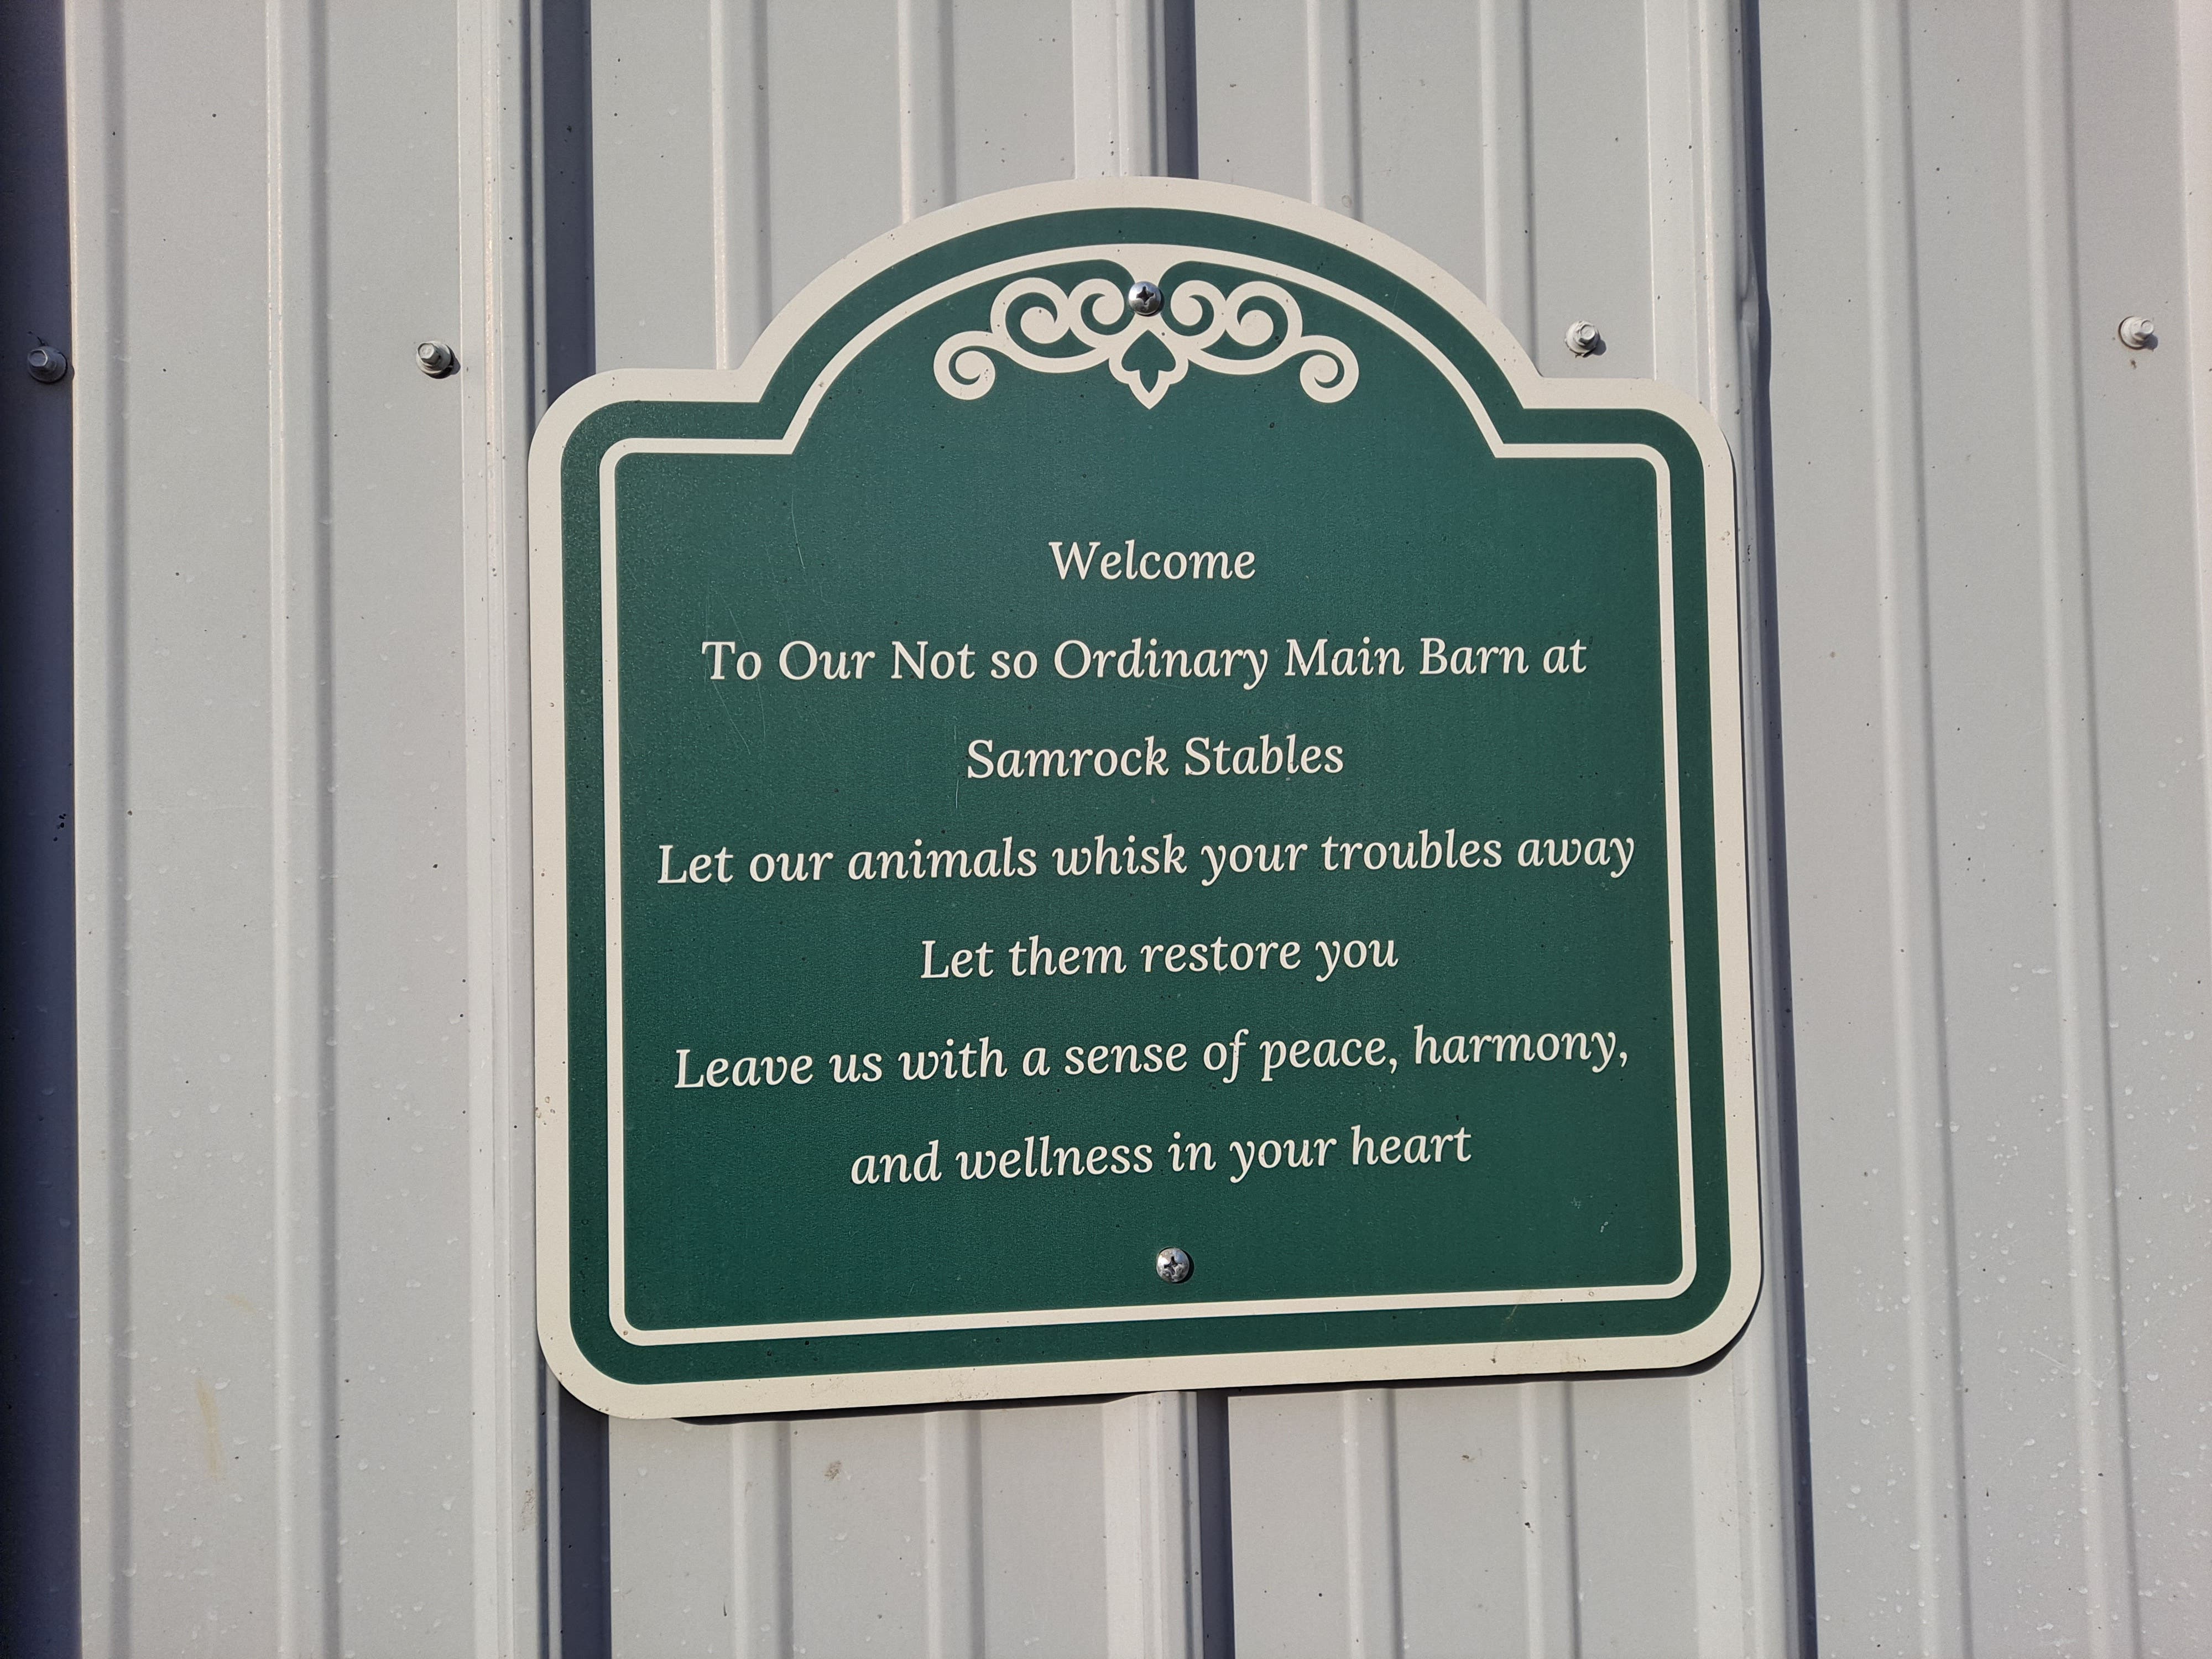 Welcome
To Our Not so Ordinary Main Barn at
Samrock Stables
Let our animals whisk your troubles away
Let them restore you
Leave us with a sense of peace, harmony,
and wellness in your heart